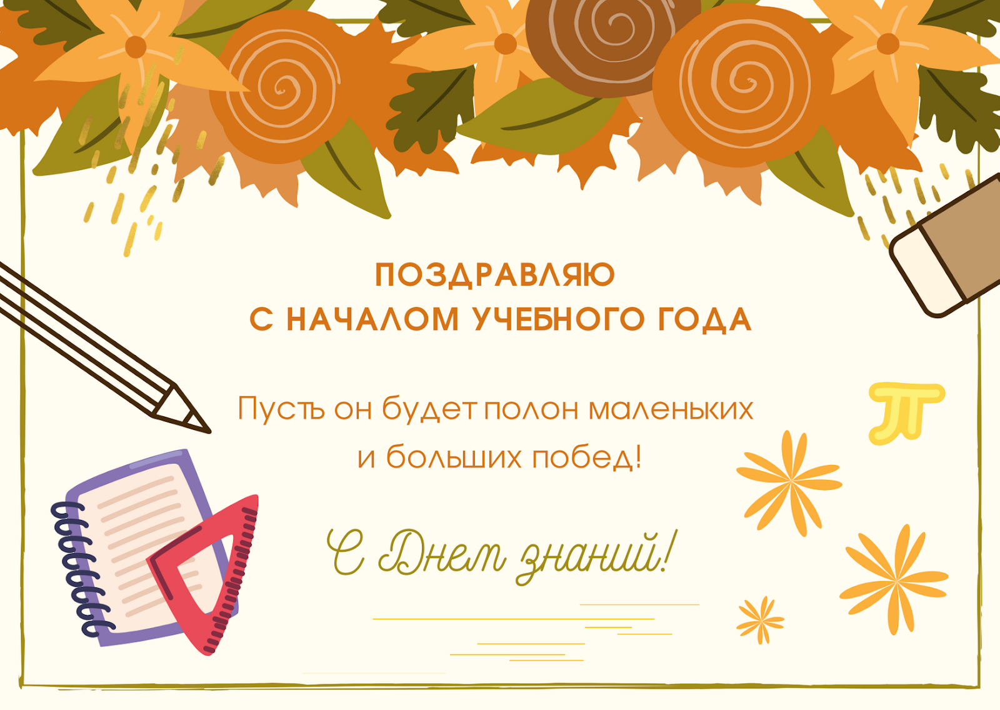 ПОЗДРАВЛЯЮ
С НАЧАЛОМ УЧЕБНОГО ГОДА
Пусть он будет полон маленьких
и больших побед!
π
С Днем знаний!